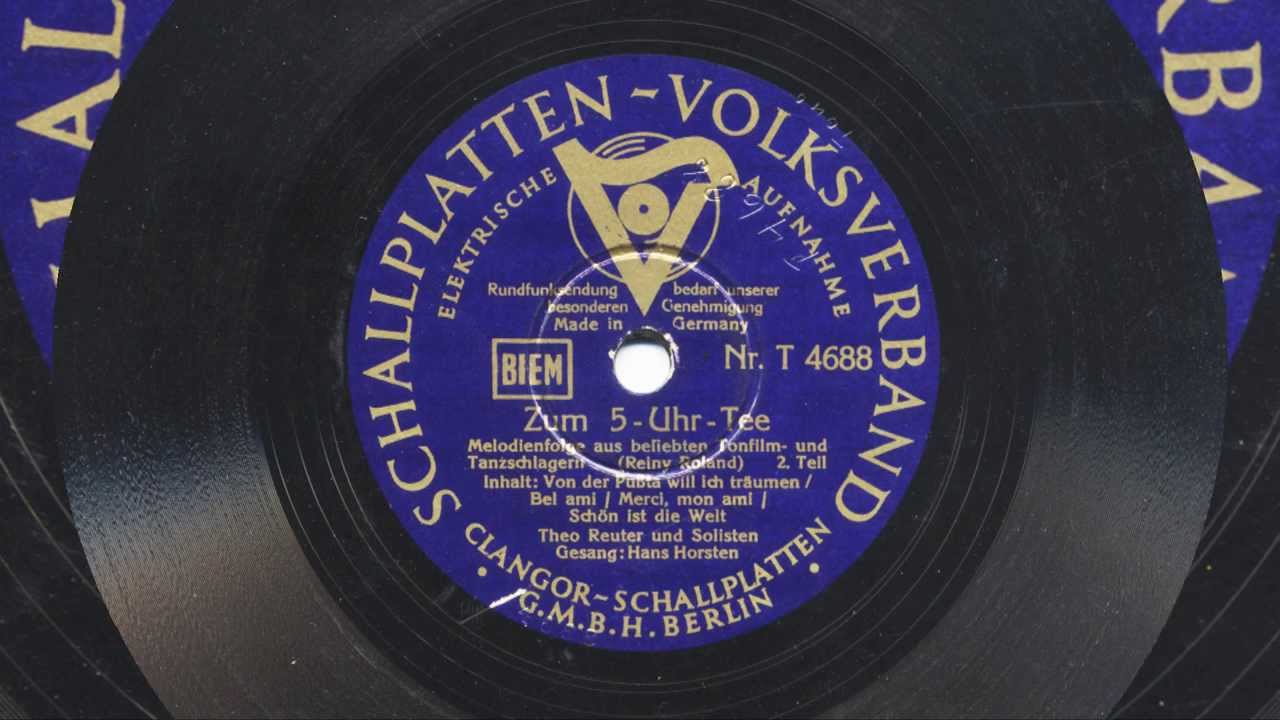 SCHALLPLATTEN-VOLKSVERBAND
ELEKTRISCHE AUFNAHME
Rundfunksendung bedarf unserer
besonderen Genehmigung
Made in Germany
BIEM
Nr. T 4688
Zum 5-Uhr-Tee
Melodienfolge aus beliebten Tonfilm- und
Tanzschlagern (Reiny Roland) 2. Teil
Inhalt: Von der Pußta will ich träumen /
Bel ami / Merci, mon ami /
Schön ist die Welt
Theo Reuter und Solisten
Gesang: Hans Horsten
CLANGOR-SCHALLPLATTEN
G.M.B.H. BERLIN